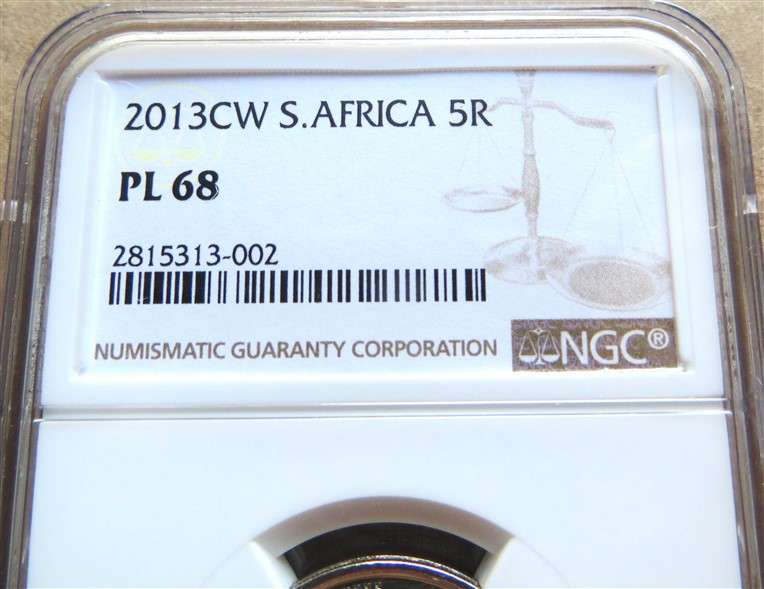 2013CW S.AFRICA 5R
PL 68
2815313-002
NUMISMATIC GUARANTY CORPORATION NGC®